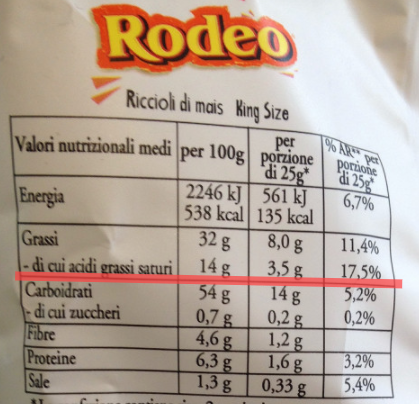 Rodeo
Riccioli di mais King Size
Valori nutrizionali medi per 100g per porzione di 25g* % AR** per porzione di 25g*
Energia 2246 kJ 561 kJ 6,7%
538 kcal 135 kcal
Grassi 32 g 8,0 g 11,4%
- di cui acidi grassi saturi 14 g 3,5 g 17,5%
Carboidrati 54 g 14 g 5,2%
- di cui zuccheri 0,7 g 0,2 g 0,2%
Fibre 4,6 g 1,2 g
Proteine 6,3 g 1,6 g 3,2%
Sale 1,3 g 0,33 g 5,4%